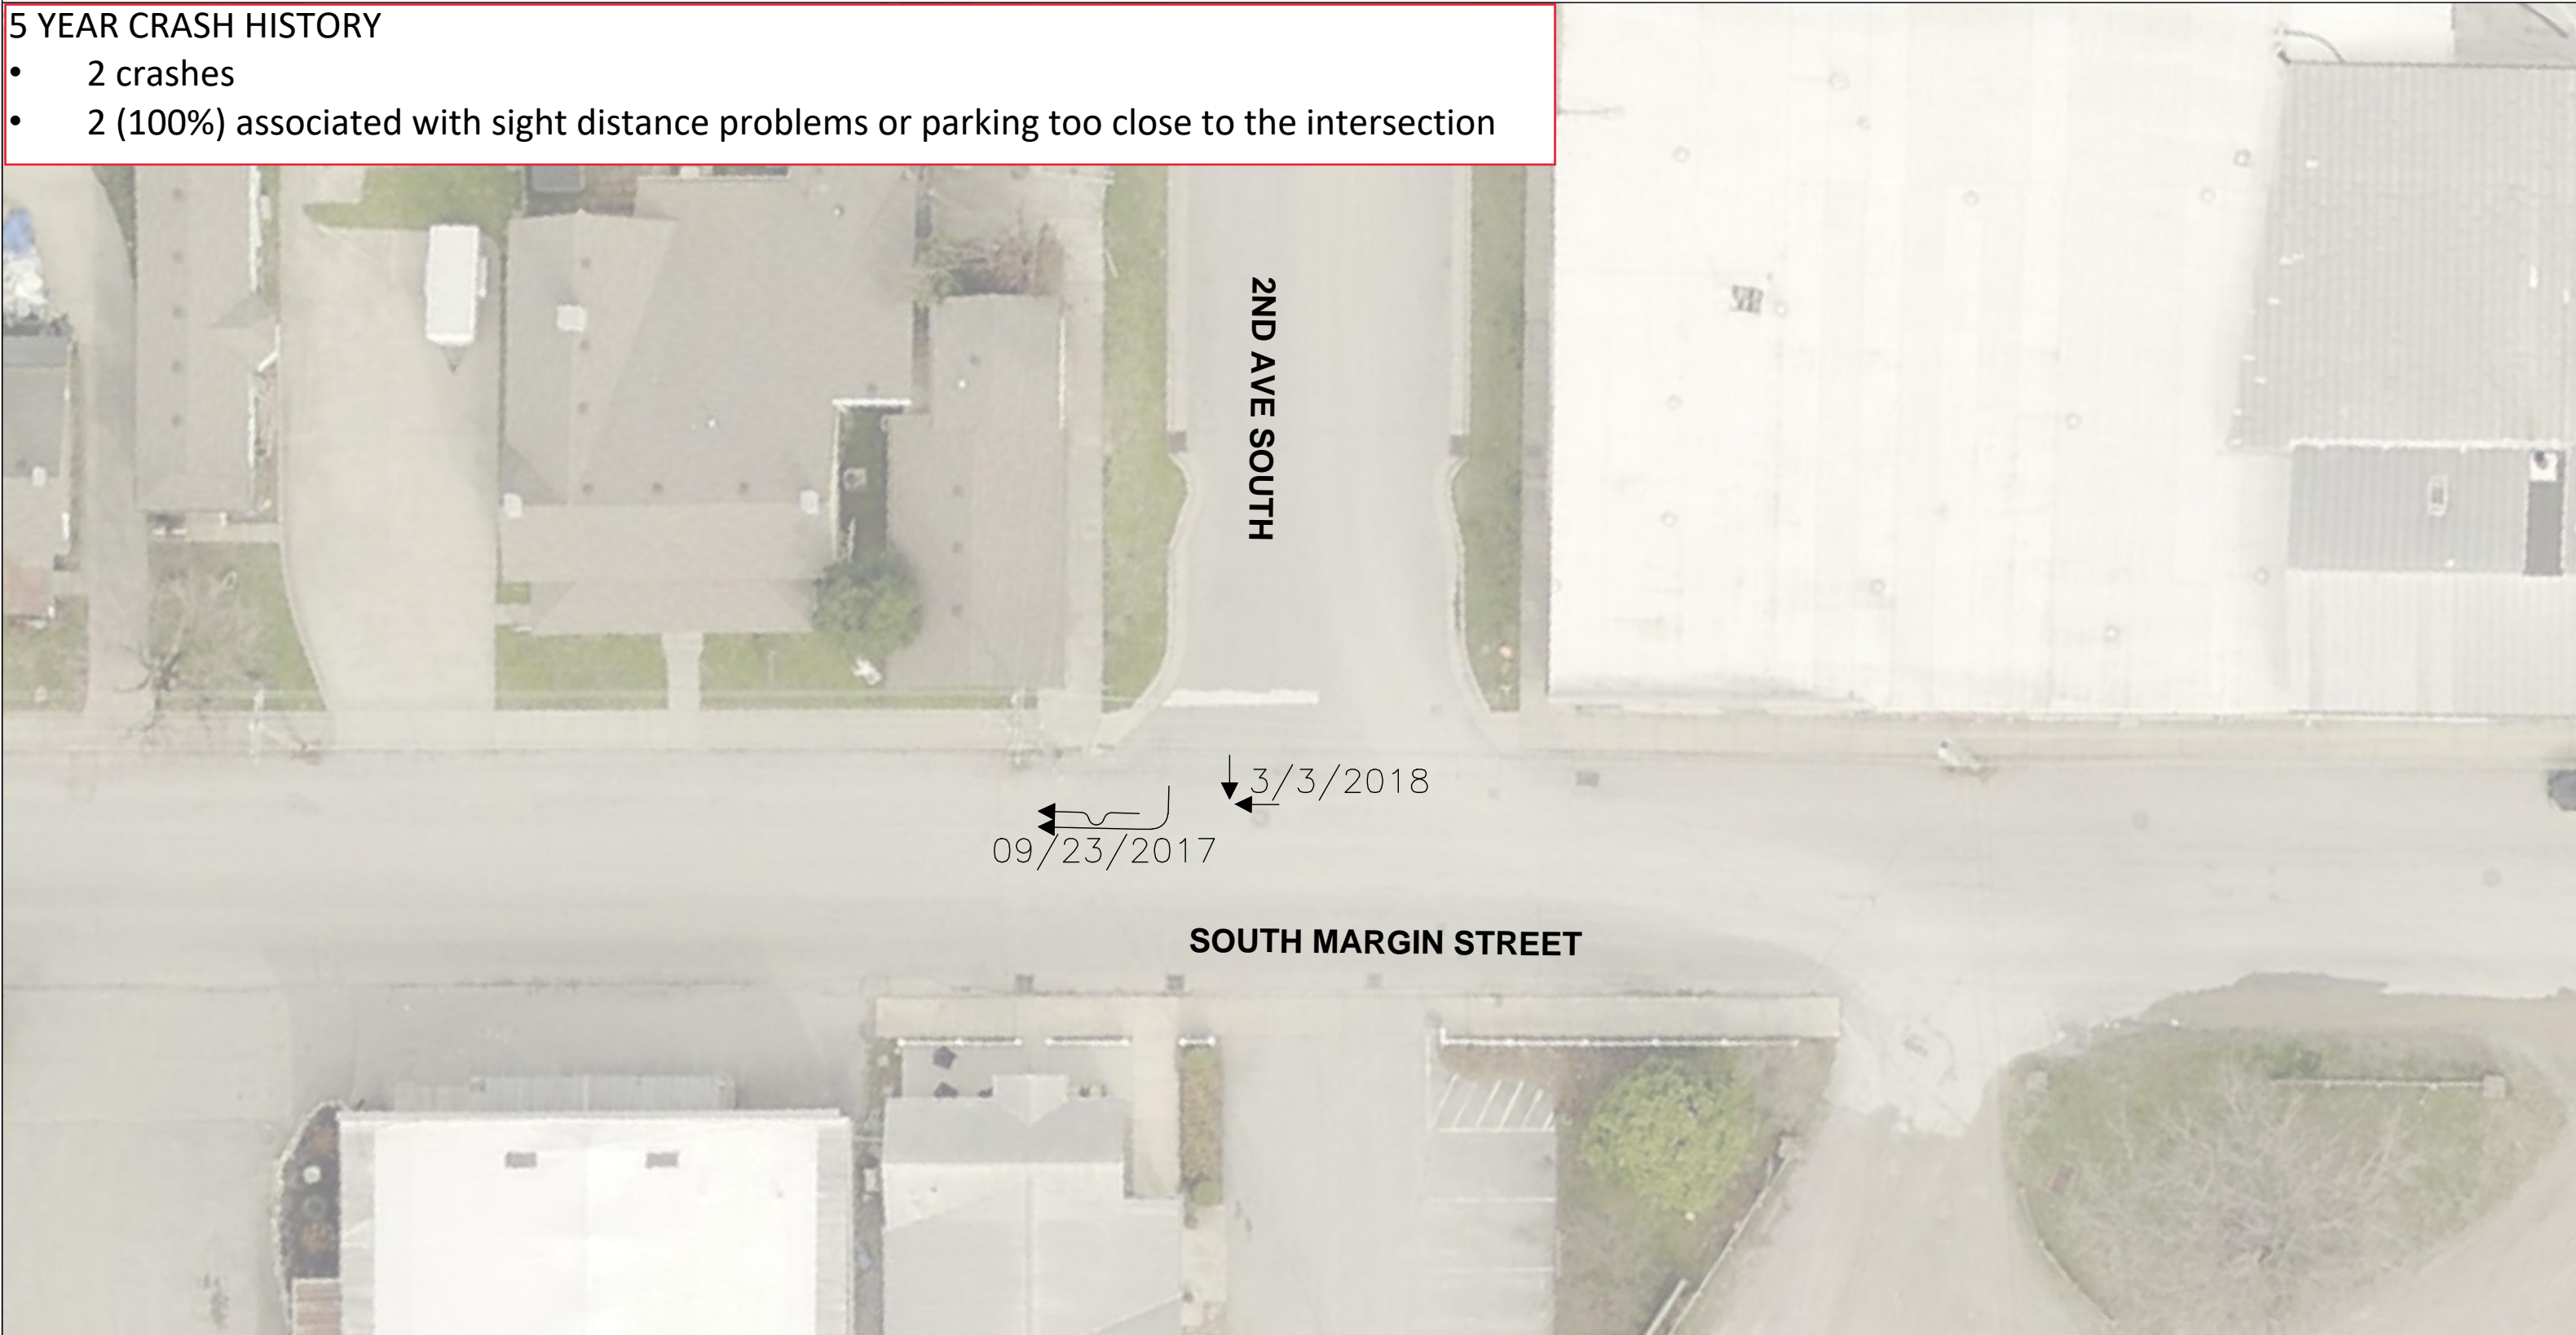 5 YEAR CRASH HISTORY
• 2 crashes
• 2 (100%) associated with sight distance problems or parking too close to the intersection
2ND AVE SOUTH
3/3/2018
09/23/2017
SOUTH MARGIN STREET